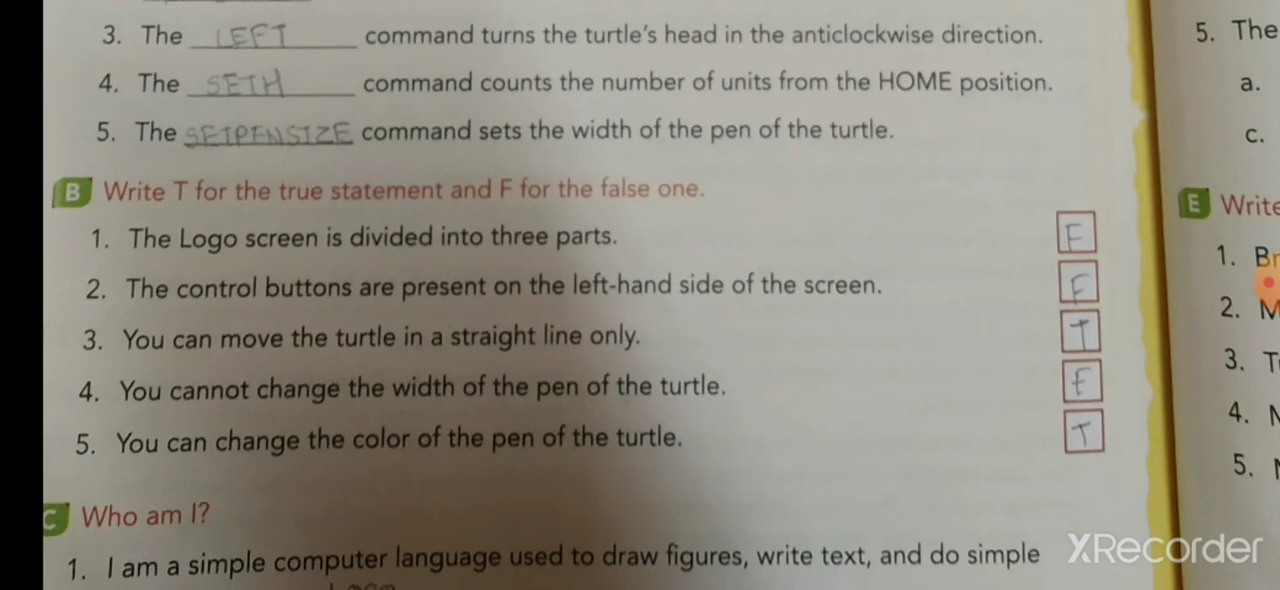 3. The LEFT command turns the turtle's head in the anticlockwise direction.
4. The SETH command counts the number of units from the HOME position.
5. The SETPENSIZE command sets the width of the pen of the turtle.
B Write T for the true statement and F for the false one.
1. The Logo screen is divided into three parts. F
2. The control buttons are present on the left-hand side of the screen. F
3. You can move the turtle in a straight line only. T
4. You cannot change the width of the pen of the turtle. F
5. You can change the color of the pen of the turtle. T
C Who am I?
1. I am a simple computer language used to draw figures, write text, and do simple
5. The
a.
c.
E Write
1.
2.
3.
4.
5.
XRecorder